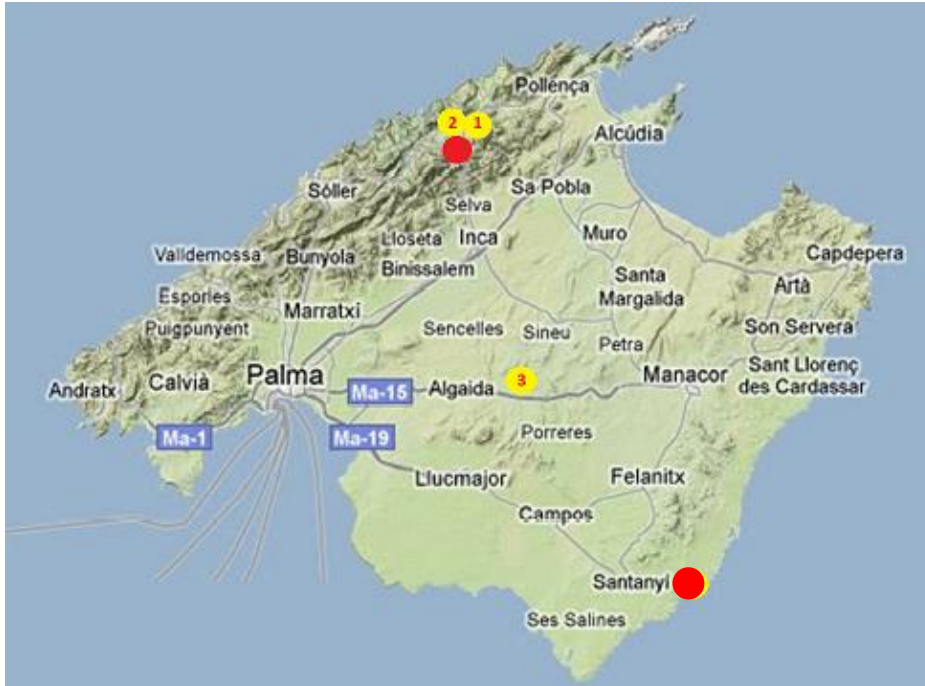 Pollença
2 1
Alcúdia
Sóller
Sa Pobla
Selva
Muro
Lloseta
Inca
Valldemossa
Bunyola
Binissalem
Capdepera
Santa
Margalida
Artà
Esporles
Marratxí
Puigpunyent
Sencelles
Sineu
Petra
Son Servera
Sant Llorenç
des Cardassar
Andratx
Calvià
Palma
Ma-15
Algaida
3
Manacor
Ma-1
Ma-19
Porreres
Llucmajor
Felanitx
Campos
Santanyí
Ses Salines